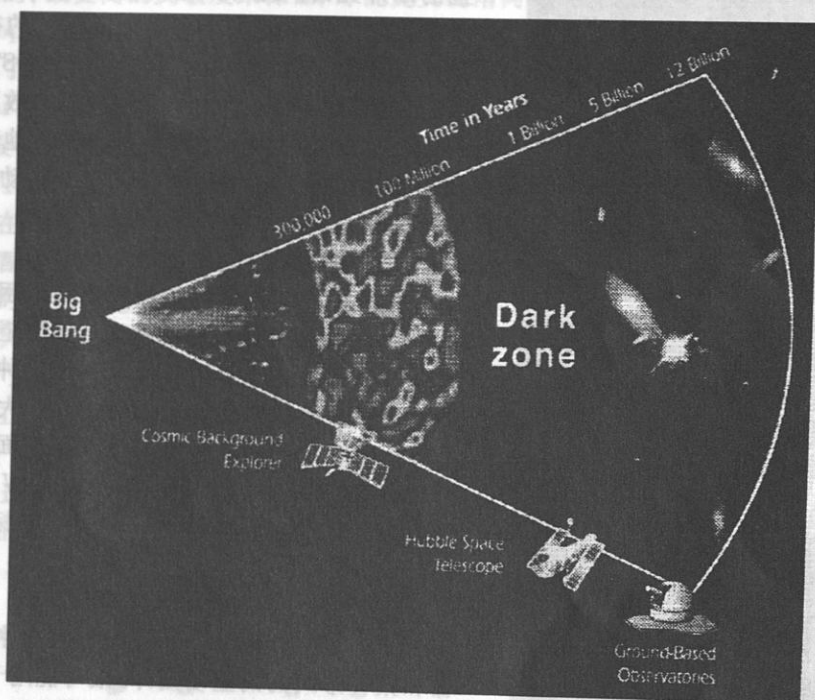 Time in Years
300,000
100 Million
1 Billion
5 Billion
12 Billion
Big
Bang
Dark
zone
Cosmic Background
Explorer
Hubble Space
Telescope
Ground-Based
Observatories